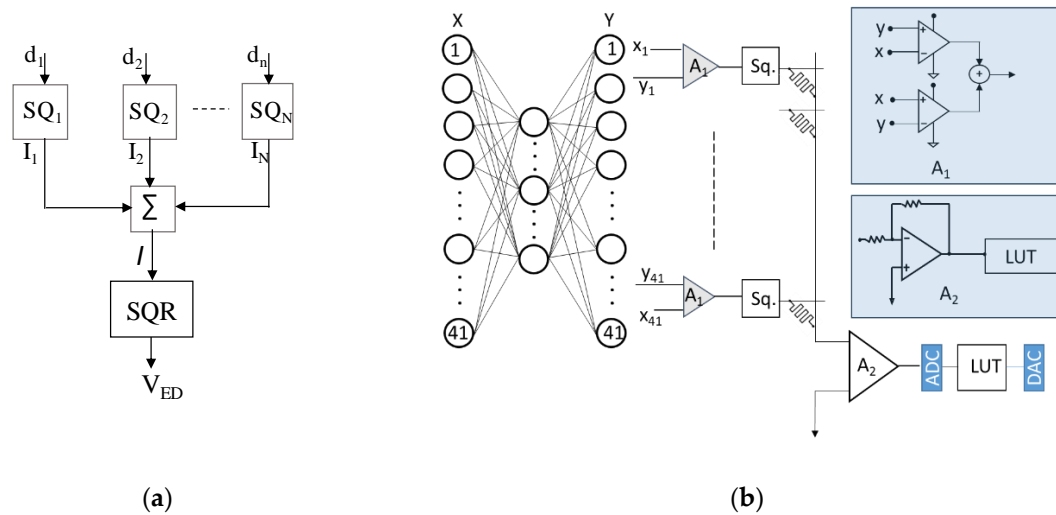 d1 d2 dn
SQ1 SQ2 SQN
I1 I2 IN
Σ
I
SQR
VED
(a)
X Y
1 1
41 41
x1
y1
A1
Sq.
y41
x41
A1
Sq.
A2
ADC
LUT
DAC
y
x
+
−
+
x
y
+
−
A1
−
+
LUT
A2
(b)